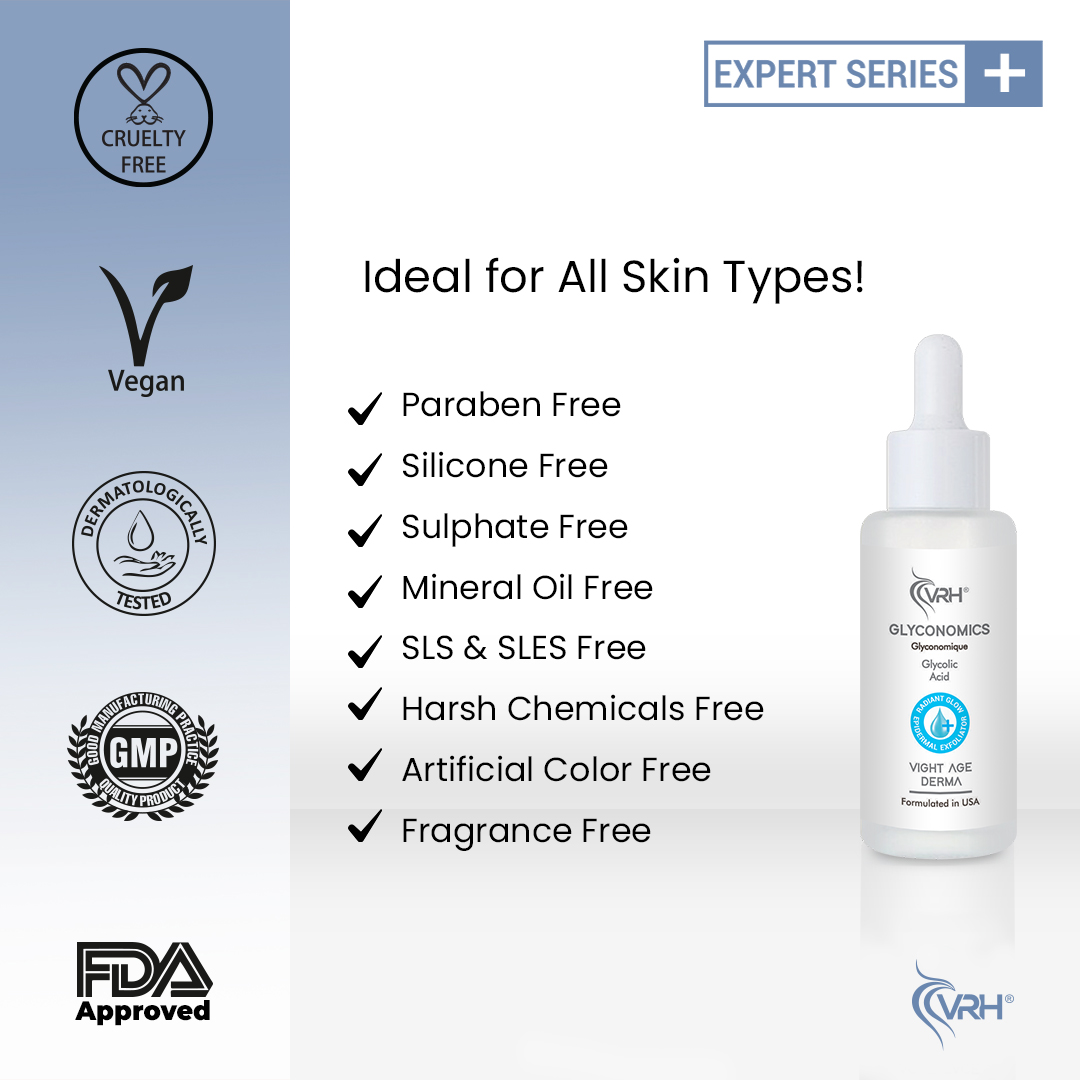 CRUELTY
FREE
Vegan
DERMATOLOGICALLY
TESTED
GOOD MANUFACTURING PRACTICE
GMP
QUALITY PRODUCT
FDA
Approved
EXPERT SERIES +
Ideal for All Skin Types!
Paraben Free
Silicone Free
Sulphate Free
Mineral Oil Free
SLS & SLES Free
Harsh Chemicals Free
Artificial Color Free
Fragrance Free
VRH®
GLYCONOMICS
Glyconomique
Glycolic
Acid
RADIANT GLOW
EPIDERMAL EXFOLIATOR
VIGHT AGE
DERMA
Formulated in USA
VRH®